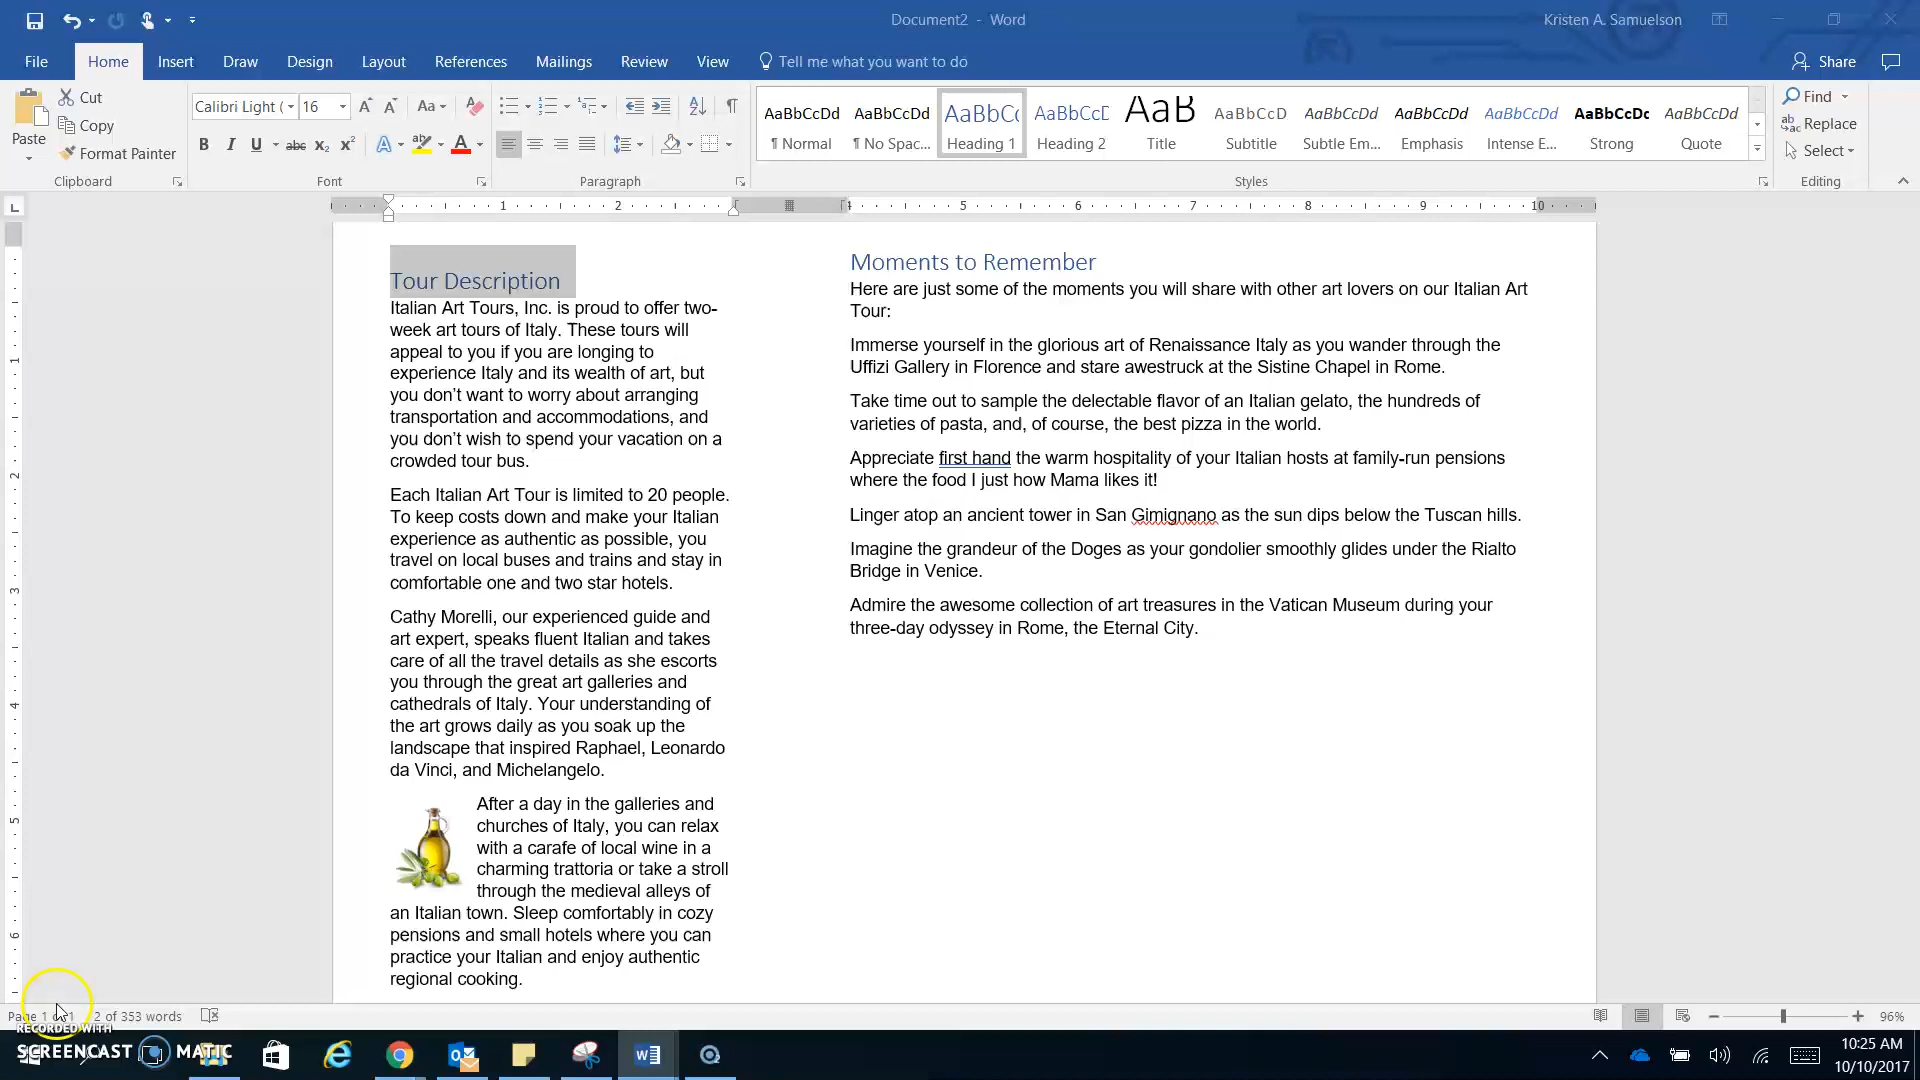 Document2 - Word
Kristen A. Samuelson
File Home Insert Draw Design Layout References Mailings Review View Tell me what you want to do Share
Paste
Cut
Copy
Format Painter
Clipboard
Calibri Light ( 16 Aa
B I U abc X₂ X² A A
Font
Paragraph
AaBbCcDd AaBbCcDd AaBbCc AaBbCcD AaB AaBbCcD AaBbCcDd AaBbCcDd AaBbCcDd AaBbCcDc AaBbCcDd
¶ Normal ¶ No Spac... Heading 1 Heading 2 Title Subtitle Subtle Em... Emphasis Intense E... Strong Quote
Styles
Find
Replace
Select
Editing
1 2 4 5 6 7 8 9 10
1
2
3
4
5
6
Tour Description
Italian Art Tours, Inc. is proud to offer two-
week art tours of Italy. These tours will
appeal to you if you are longing to
experience Italy and its wealth of art, but
you don’t want to worry about arranging
transportation and accommodations, and
you don’t wish to spend your vacation on a
crowded tour bus.
Each Italian Art Tour is limited to 20 people.
To keep costs down and make your Italian
experience as authentic as possible, you
travel on local buses and trains and stay in
comfortable one and two star hotels.
Cathy Morelli, our experienced guide and
art expert, speaks fluent Italian and takes
care of all the travel details as she escorts
you through the great art galleries and
cathedrals of Italy. Your understanding of
the art grows daily as you soak up the
landscape that inspired Raphael, Leonardo
da Vinci, and Michelangelo.
After a day in the galleries and
churches of Italy, you can relax
with a carafe of local wine in a
charming trattoria or take a stroll
through the medieval alleys of
an Italian town. Sleep comfortably in cozy
pensions and small hotels where you can
practice your Italian and enjoy authentic
regional cooking.
Moments to Remember
Here are just some of the moments you will share with other art lovers on our Italian Art
Tour:
Immerse yourself in the glorious art of Renaissance Italy as you wander through the
Uffizi Gallery in Florence and stare awestruck at the Sistine Chapel in Rome.
Take time out to sample the delectable flavor of an Italian gelato, the hundreds of
varieties of pasta, and, of course, the best pizza in the world.
Appreciate first hand the warm hospitality of your Italian hosts at family-run pensions
where the food I just how Mama likes it!
Linger atop an ancient tower in San Gimignano as the sun dips below the Tuscan hills.
Imagine the grandeur of the Doges as your gondolier smoothly glides under the Rialto
Bridge in Venice.
Admire the awesome collection of art treasures in the Vatican Museum during your
three-day odyssey in Rome, the Eternal City.
Page 1 of 1 2 of 353 words
96%
RECORDED WITH
SCREENCAST MATIC
10:25 AM
10/10/2017